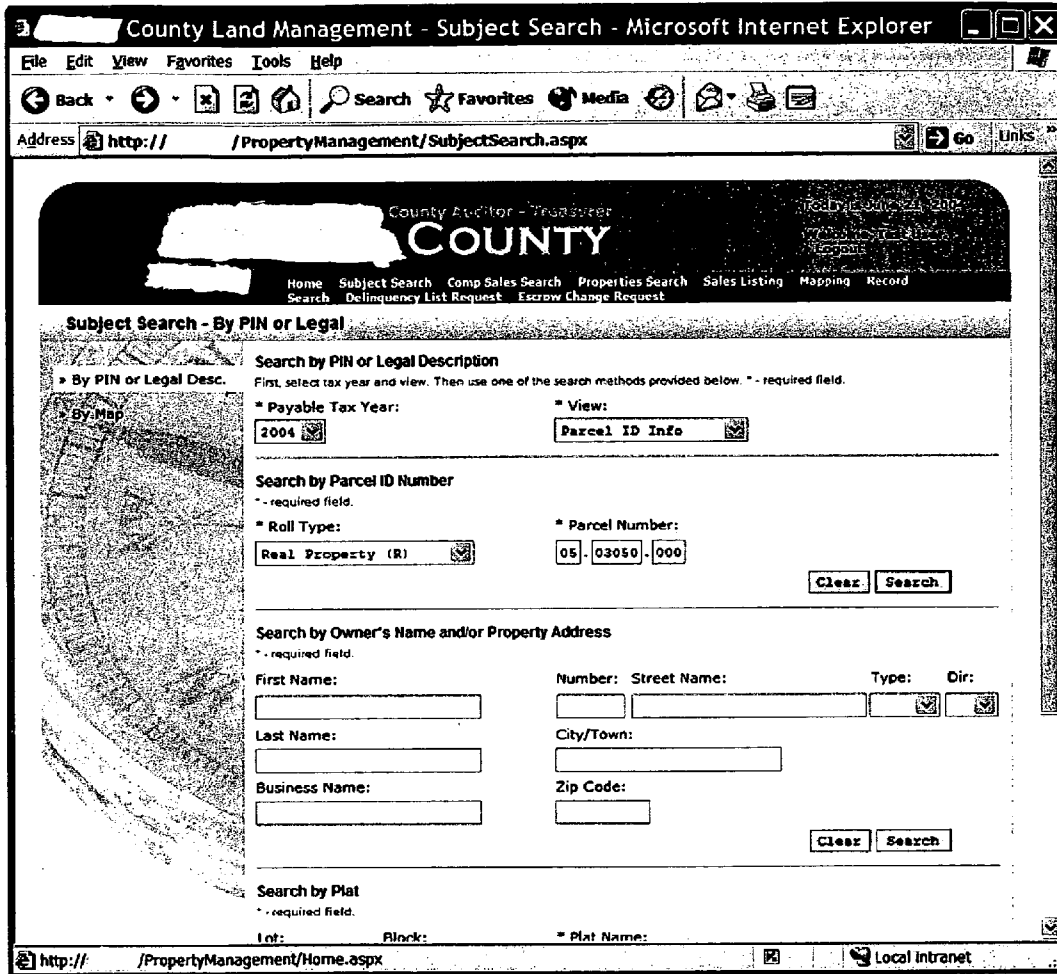 County Land Management - Subject Search - Microsoft Internet Explorer
File Edit View Favorites Tools Help
Back Search Favorites Media
Address http:// /PropertyManagement/SubjectSearch.aspx Go Links »
County Auditor - Treasurer
COUNTY
Home Subject Search Comp Sales Search Properties Search Sales Listing Mapping Record
Search Delinquency List Request Escrow Change Request
Subject Search - By PIN or Legal
» By PIN or Legal Desc.
» By Map
Search by PIN or Legal Description
First, select tax year and view. Then use one of the search methods provided below. * - required field.
* Payable Tax Year: * View:
2004 Parcel ID Info
Search by Parcel ID Number
* - required field.
* Roll Type: * Parcel Number:
Real Property (R) 05 - 03050 - 000
Clear Search
Search by Owner's Name and/or Property Address
* - required field.
First Name: Number: Street Name: Type: Dir:
Last Name: City/Town:
Business Name: Zip Code:
Clear Search
Search by Plat
* - required field.
Lot: Block: * Plat Name:
http:// /PropertyManagement/Home.aspx Local intranet